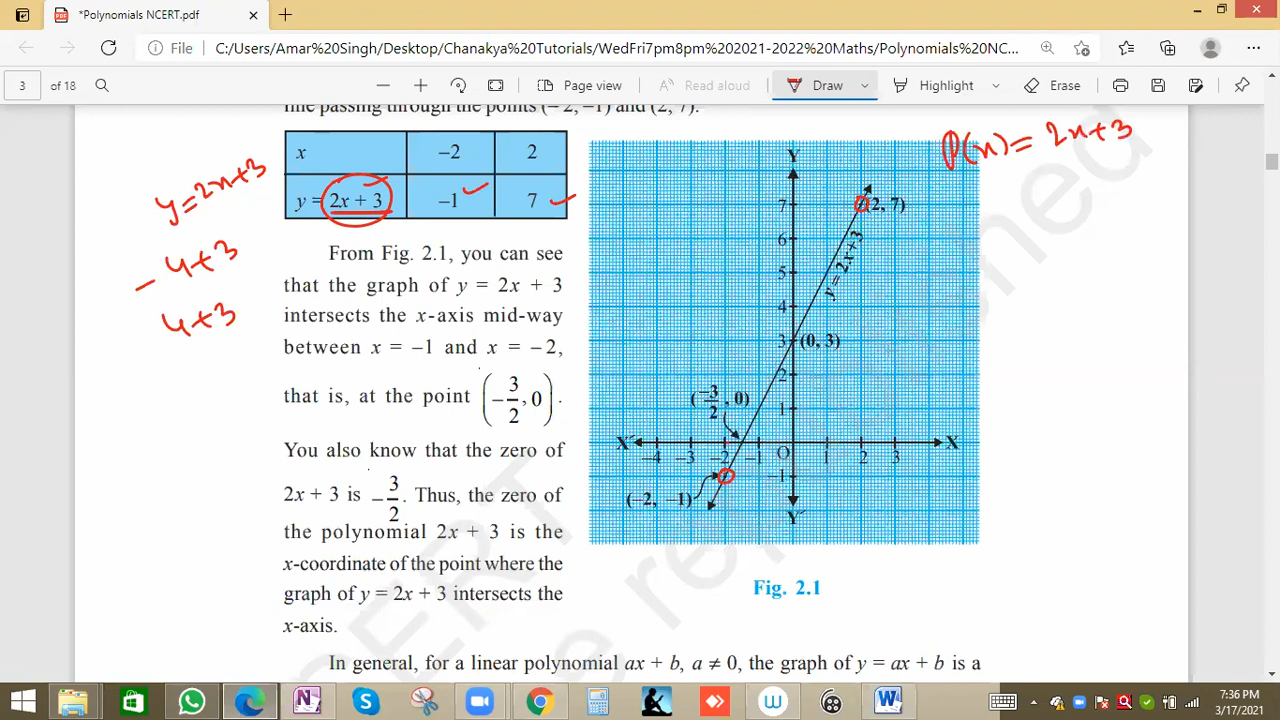 *Polynomials NCERT.pdf
File C:/Users/Amar%20Singh/Desktop/Chanakya%20Tutorials/WedFri7pm8pm%202021-2022%20Maths/Polynomials%20NC...
3 of 18 Page view Read aloud Draw Highlight Erase
line passing through the points (– 2, –1) and (2, 7).
x –2 2
y = 2x + 3 –1 7
y=2x+3
- 4+3
4+3
From Fig. 2.1, you can see
that the graph of y = 2x + 3
intersects the x-axis mid-way
between x = –1 and x = –2,
that is, at the point (–3/2, 0).
You also know that the zero of
2x + 3 is –3/2. Thus, the zero of
the polynomial 2x + 3 is the
x-coordinate of the point where the
graph of y = 2x + 3 intersects the
x-axis.
P(x)=2x+3
Y
7 (2, 7)
6
y = 2x + 3
5
4
3 (0, 3)
2
(–3/2, 0)
1
X′ X
–4 –3 –2 –1 O 1 2 3
–1
(–2, –1)
Y′
Fig. 2.1
In general, for a linear polynomial ax + b, a ≠ 0, the graph of y = ax + b is a
NCERT
be re
shed
7:36 PM
3/17/2021